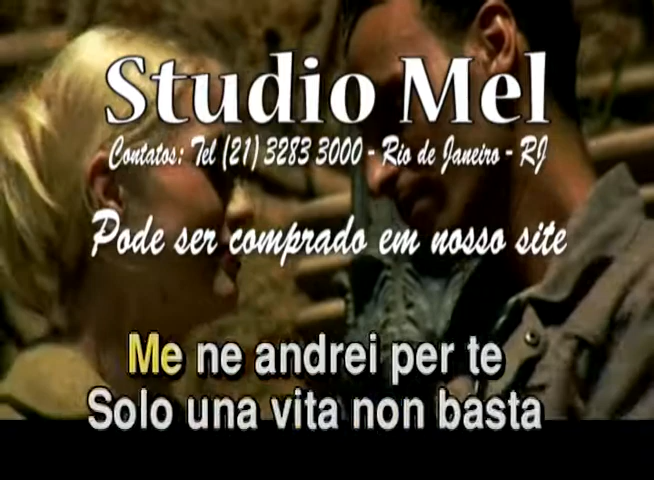 Studio Mel
Contatos: Tel (21) 3283 3000 - Rio de Janeiro - RJ
Pode ser comprado em nosso site
Me ne andrei per te
Solo una vita non basta